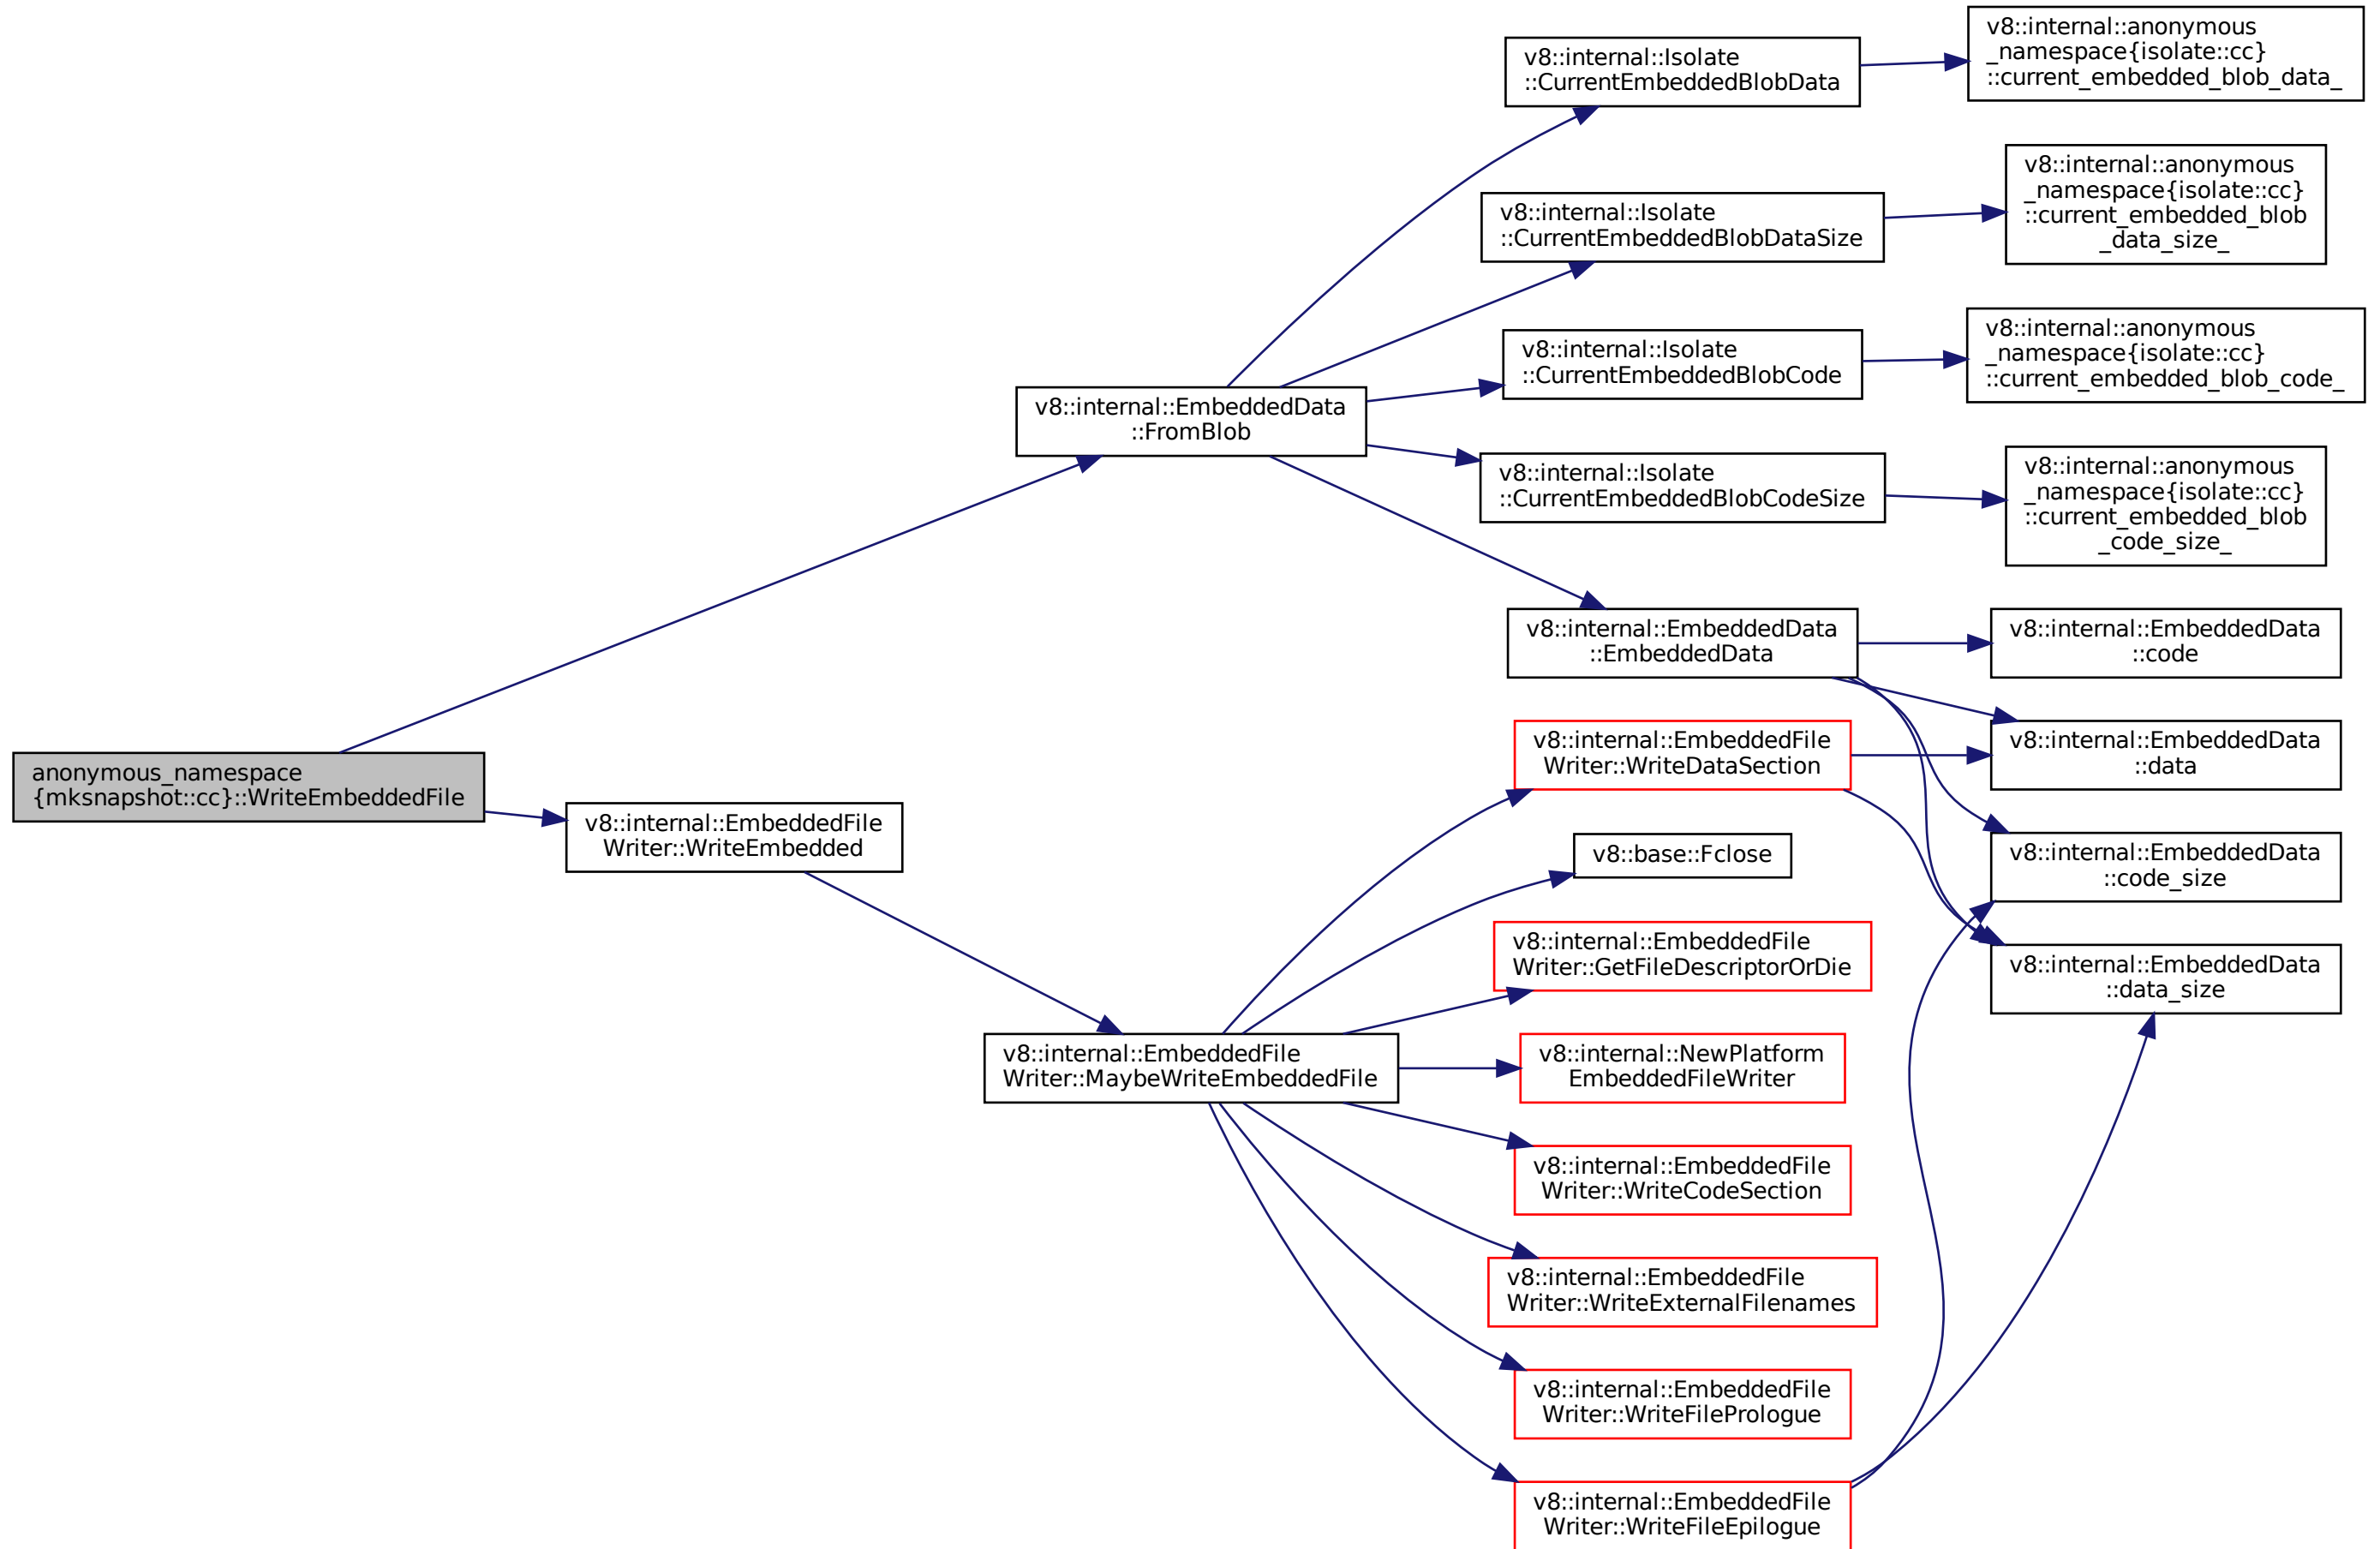 anonymous_namespace
{mksnapshot::cc}::WriteEmbeddedFile
v8::internal::EmbeddedData
::FromBlob
v8::internal::EmbeddedFile
Writer::WriteEmbedded
v8::internal::EmbeddedFile
Writer::MaybeWriteEmbeddedFile
v8::internal::Isolate
::CurrentEmbeddedBlobData
v8::internal::Isolate
::CurrentEmbeddedBlobDataSize
v8::internal::Isolate
::CurrentEmbeddedBlobCode
v8::internal::Isolate
::CurrentEmbeddedBlobCodeSize
v8::internal::EmbeddedData
::EmbeddedData
v8::internal::EmbeddedFile
Writer::WriteDataSection
v8::base::Fclose
v8::internal::EmbeddedFile
Writer::GetFileDescriptorOrDie
v8::internal::NewPlatform
EmbeddedFileWriter
v8::internal::EmbeddedFile
Writer::WriteCodeSection
v8::internal::EmbeddedFile
Writer::WriteExternalFilenames
v8::internal::EmbeddedFile
Writer::WriteFilePrologue
v8::internal::EmbeddedFile
Writer::WriteFileEpilogue
v8::internal::anonymous
_namespace{isolate::cc}
::current_embedded_blob_data_
v8::internal::anonymous
_namespace{isolate::cc}
::current_embedded_blob
_data_size_
v8::internal::anonymous
_namespace{isolate::cc}
::current_embedded_blob_code_
v8::internal::anonymous
_namespace{isolate::cc}
::current_embedded_blob
_code_size_
v8::internal::EmbeddedData
::code
v8::internal::EmbeddedData
::data
v8::internal::EmbeddedData
::code_size
v8::internal::EmbeddedData
::data_size